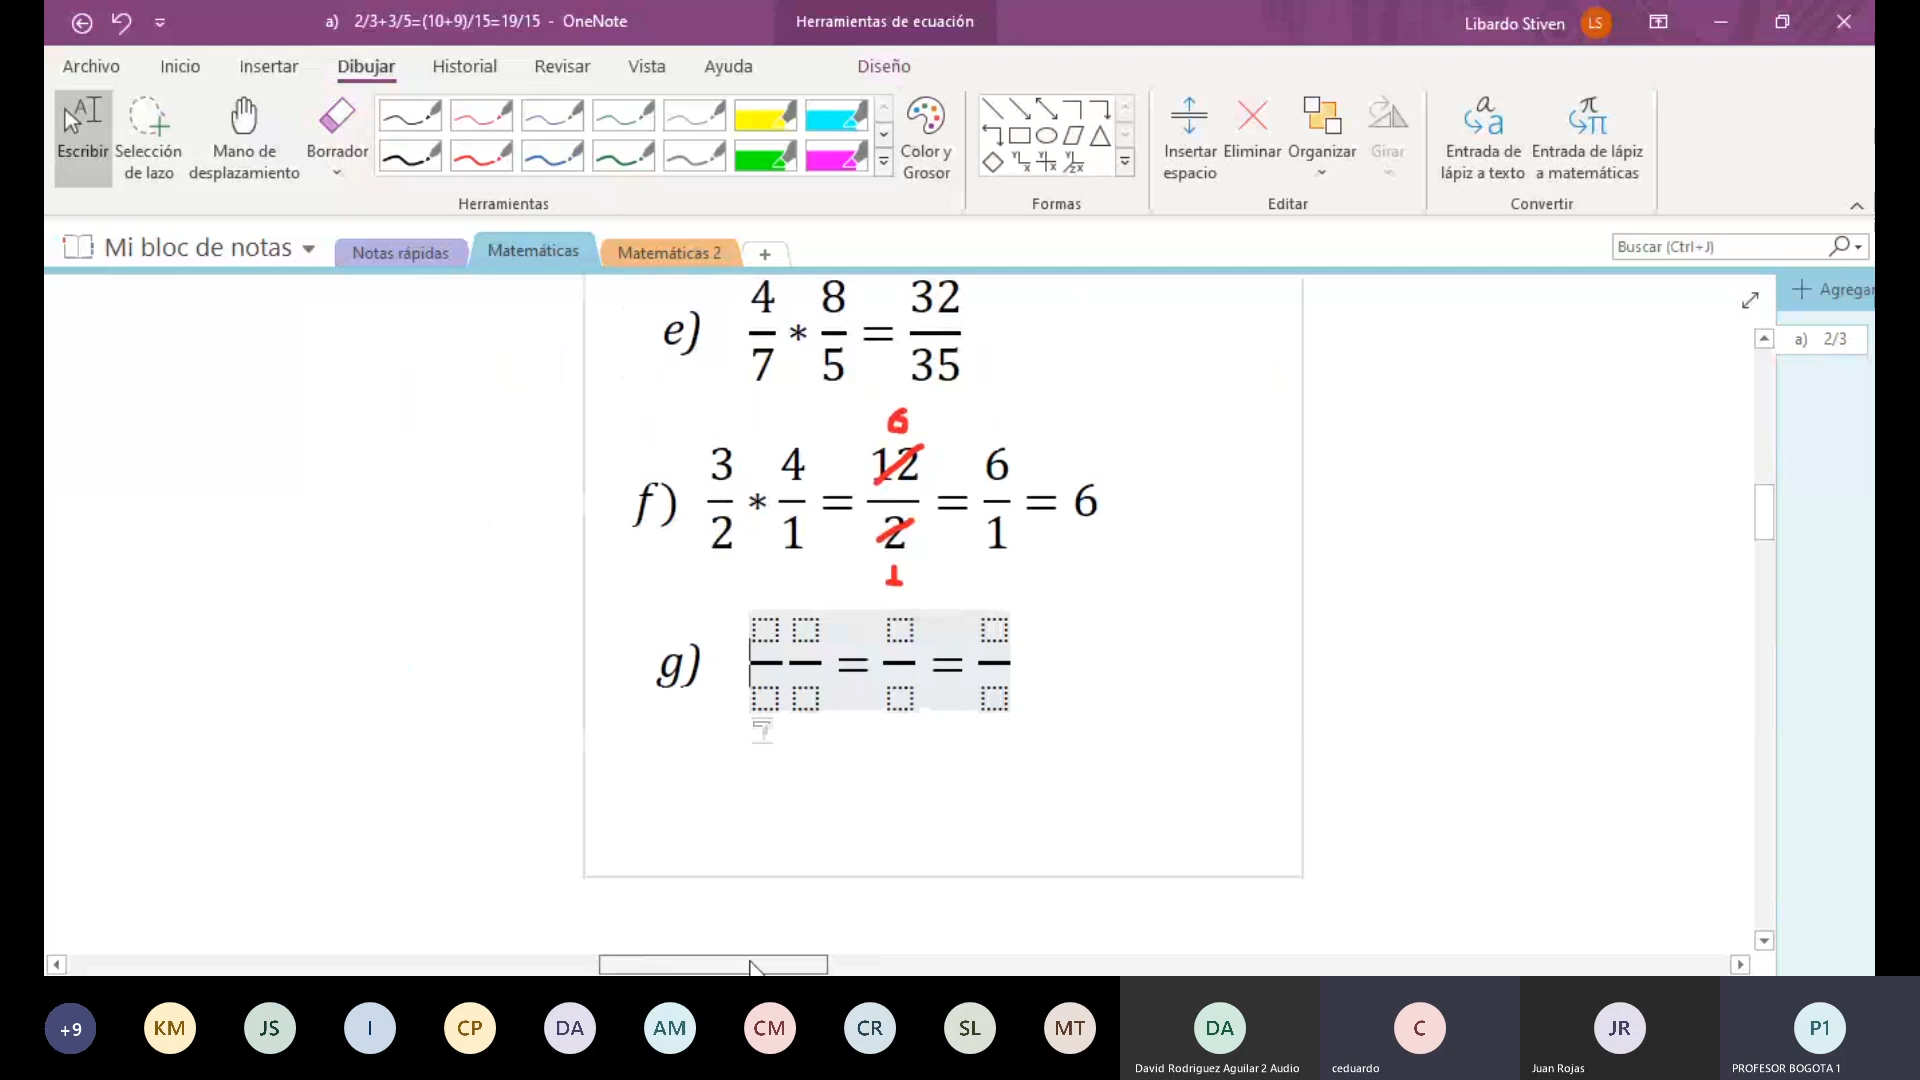 a) 2/3+3/5=(10+9)/15=19/15 - OneNote
Herramientas de ecuación
Libardo Stiven
LS
Archivo Inicio Insertar Dibujar Historial Revisar Vista Ayuda Diseño
Escribir
Selección de lazo
Mano de desplazamiento
Borrador
Color y Grosor
Insertar espacio
Eliminar
Organizar
Girar
Entrada de lápiz a texto
Entrada de lápiz a matemáticas
Herramientas Formas Editar Convertir
Mi bloc de notas
Notas rápidas
Matemáticas
Matemáticas 2
Buscar (Ctrl+J)
Agregar
a) 2/3
e) 4/7 * 8/5 = 32/35
6
f) 3/2 * 4/1 = 12/2 = 6/1 = 6
1
g) = =
+9 KM JS I CP DA AM CM CR SL MT DA C JR P1
David Rodriguez Aguilar 2 Audio
ceduardo
Juan Rojas
PROFESOR BOGOTA 1